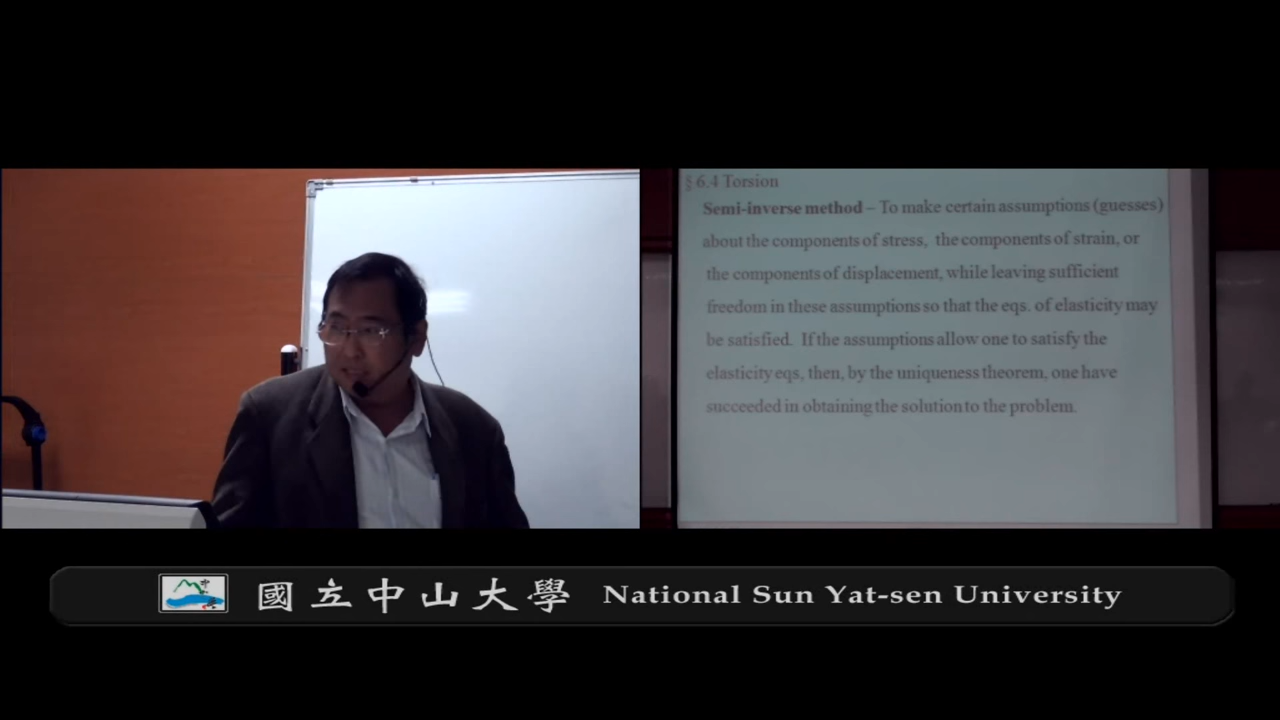 § 6.4 Torsion
Semi-inverse method – To make certain assumptions (guesses)
about the components of stress, the components of strain, or
the components of displacement, while leaving sufficient
freedom in these assumptions so that the eqs. of elasticity may
be satisfied. If the assumptions allow one to satisfy the
elasticity eqs, then, by the uniqueness theorem, one have
succeeded in obtaining the solution to the problem.
國立中山大學 National Sun Yat-sen University